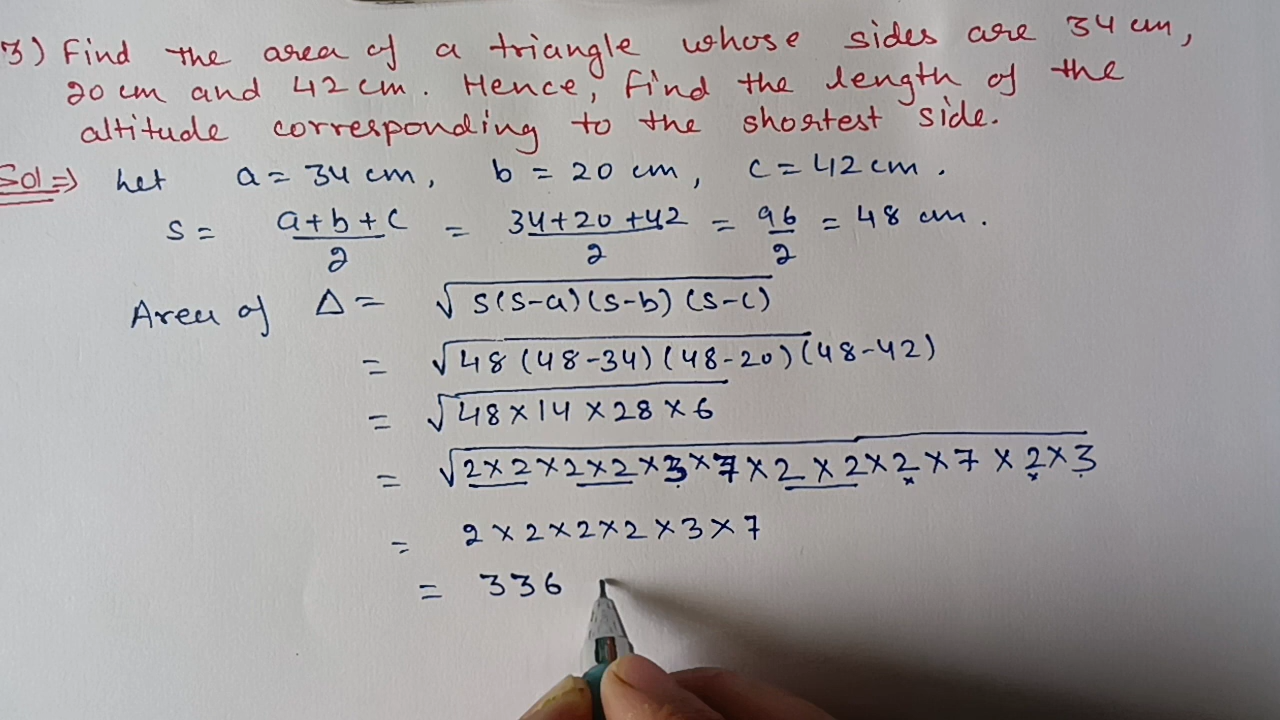 3) Find the area of a triangle whose sides are 34 cm,
20 cm and 42 cm. Hence, find the length of the
altitude corresponding to the shortest side.
Sol⇒ Let a = 34 cm, b = 20 cm, c = 42 cm.
s = a+b+c/2 = 34+20+42/2 = 96/2 = 48 cm.
Area of Δ = √s(s-a)(s-b)(s-c)
= √48(48-34)(48-20)(48-42)
= √48×14×28×6
= √2×2×2×2×3×7×2×2×2×7×2×3
= 2×2×2×2×3×7
= 336